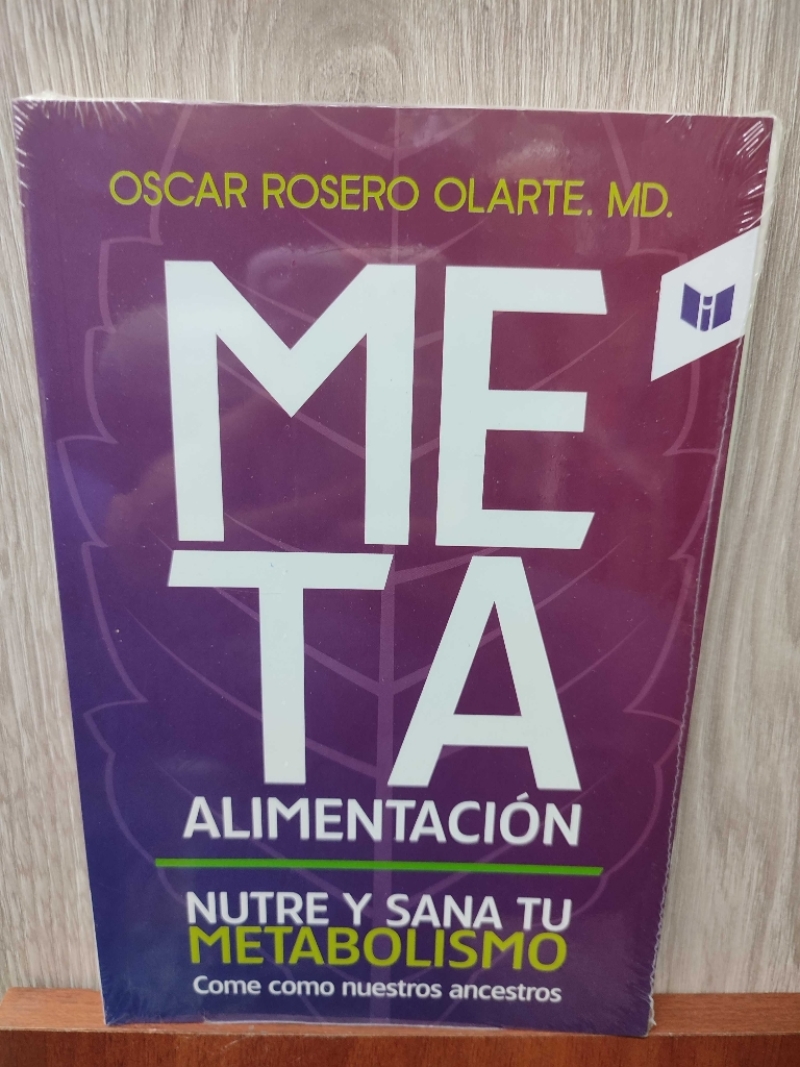 OSCAR ROSERO OLARTE. MD.
ME
TA
ALIMENTACIÓN
NUTRE Y SANA TU
METABOLISMO
Come como nuestros ancestros